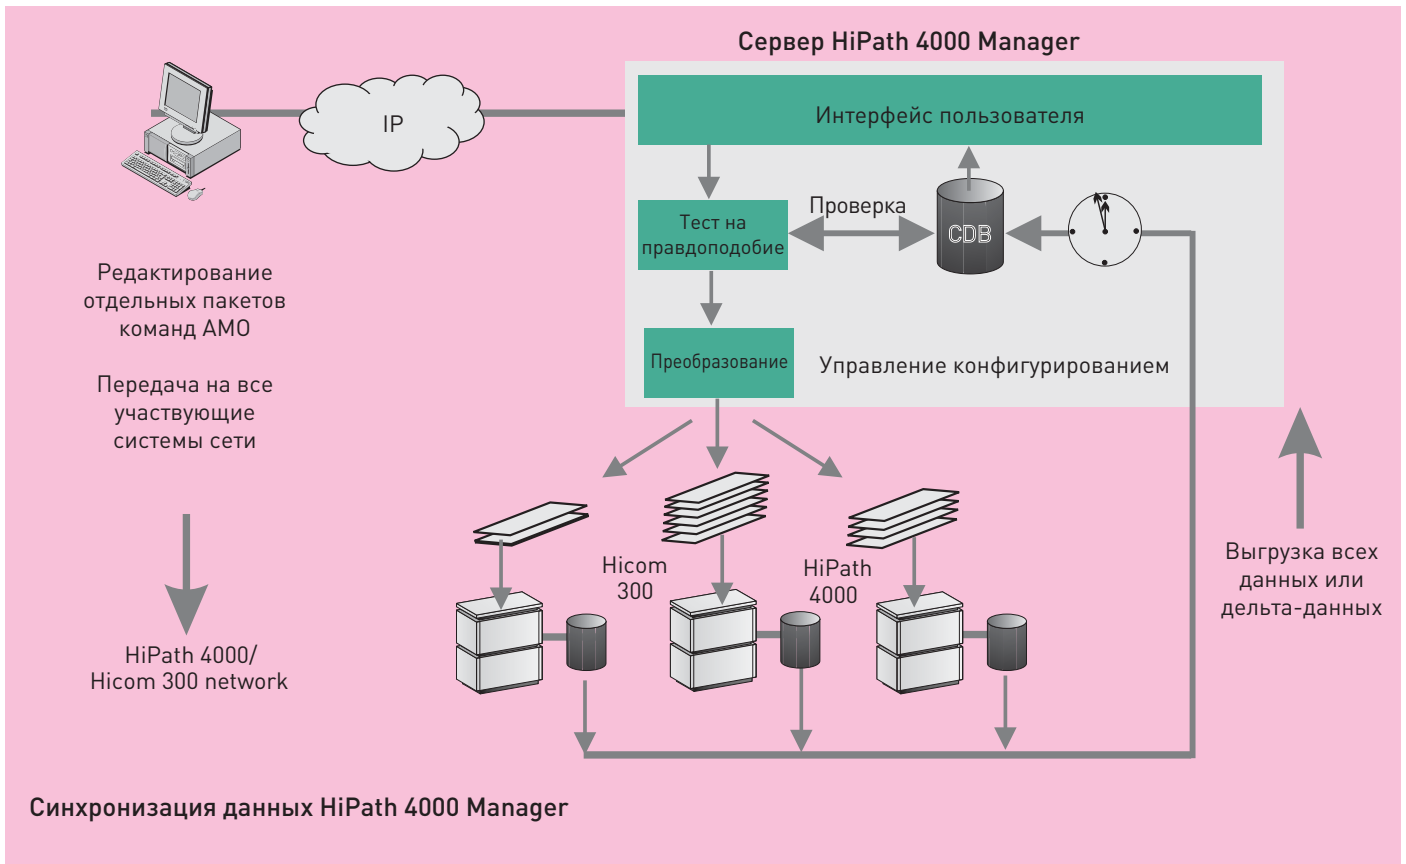 Сервер HiPath 4000 Manager
Интерфейс пользователя
IP
Тест на
правдоподобие
Проверка
CDB
Преобразование
Управление конфигурированием
Редактирование
отдельных пакетов
команд AMO
Передача на все
участвующие
системы сети
HiPath 4000/
Hicom 300 network
Hicom
300
HiPath
4000
Выгрузка всех
данных или
дельта-данных
Синхронизация данных HiPath 4000 Manager